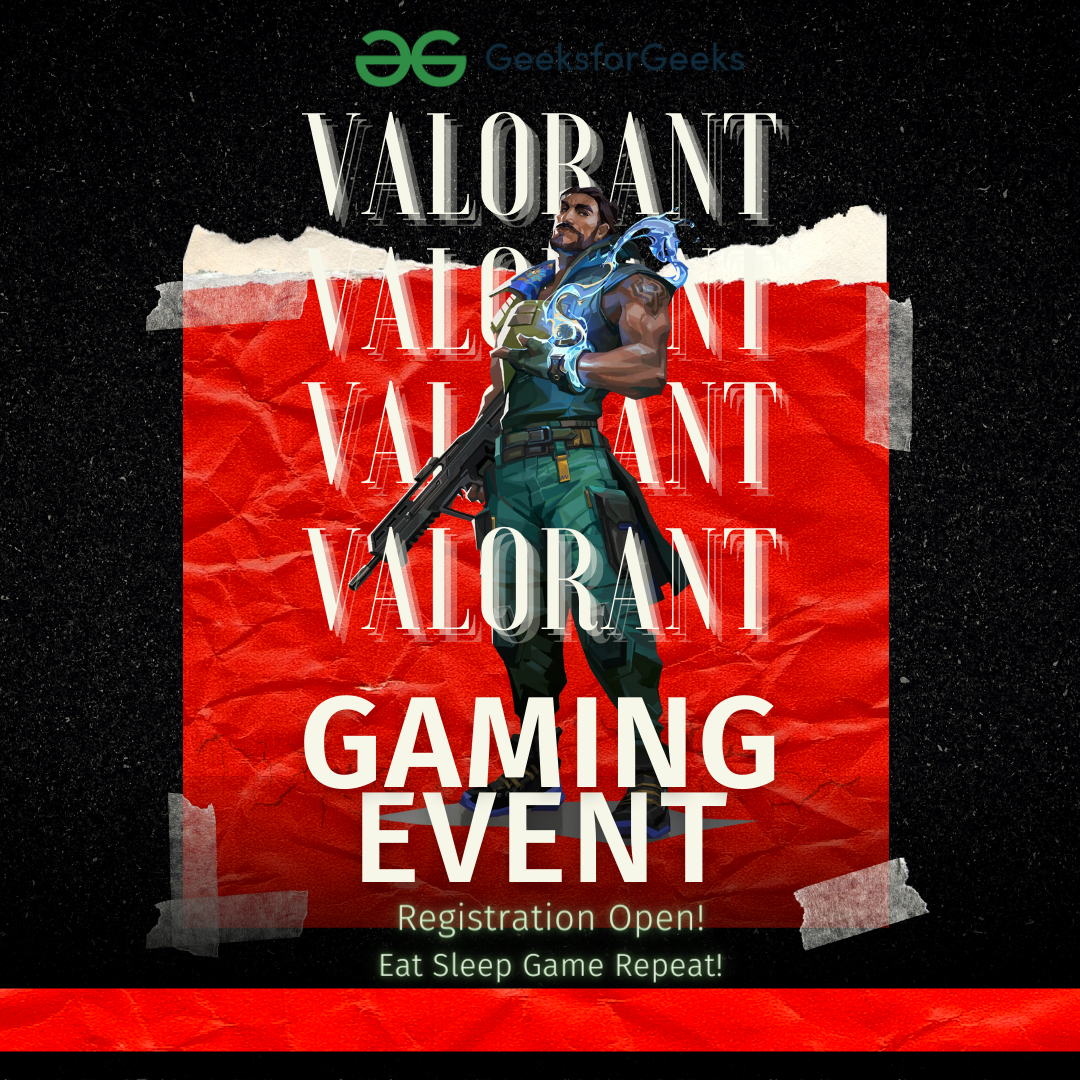 GeeksforGeeks
VALORANT
VALORANT
VALORANT
VALORANT
GAMING
EVENT
Registration Open!
Eat Sleep Game Repeat!